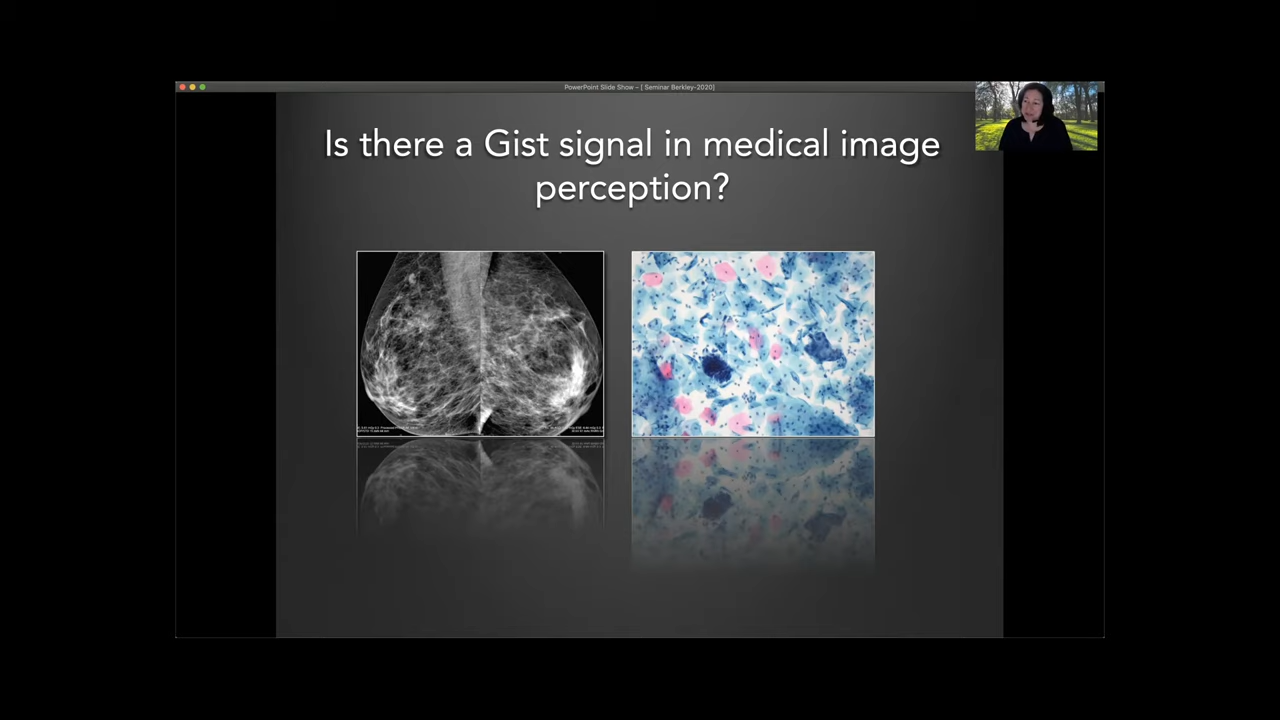 PowerPoint Slide Show – [ Seminar Berkley-2020]
Is there a Gist signal in medical image
perception?